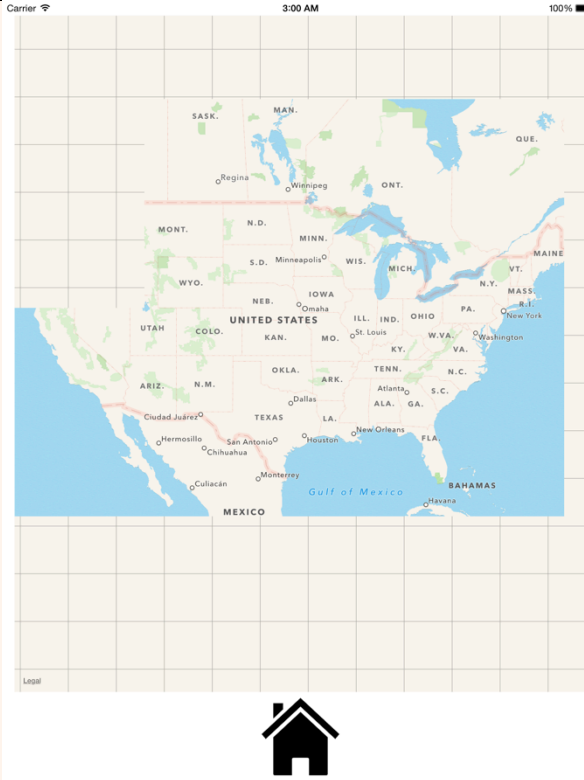 Carrier 3:00 AM 100%
MAN.
SASK.
QUE.
Regina
Winnipeg
ONT.
N.D.
MONT.
MINN.
MAINE
Minneapolis
S.D.
WIS.
MICH.
VT.
WYO.
N.Y.
MASS.
IOWA
NEB.
R.I.
Omaha
PA.
New York
UNITED STATES
ILL.
IND.
OHIO
UTAH
COLO.
St. Louis
W.VA.
Washington
KAN.
MO.
KY.
VA.
OKLA.
TENN.
N.C.
ARIZ.
N.M.
ARK.
Atlanta
S.C.
Dallas
ALA.
GA.
Ciudad Juárez
TEXAS
LA.
New Orleans
Hermosillo
San Antonio
Houston
FLA.
Chihuahua
Monterrey
Culiacán
Gulf of Mexico
BAHAMAS
Havana
MEXICO
Legal